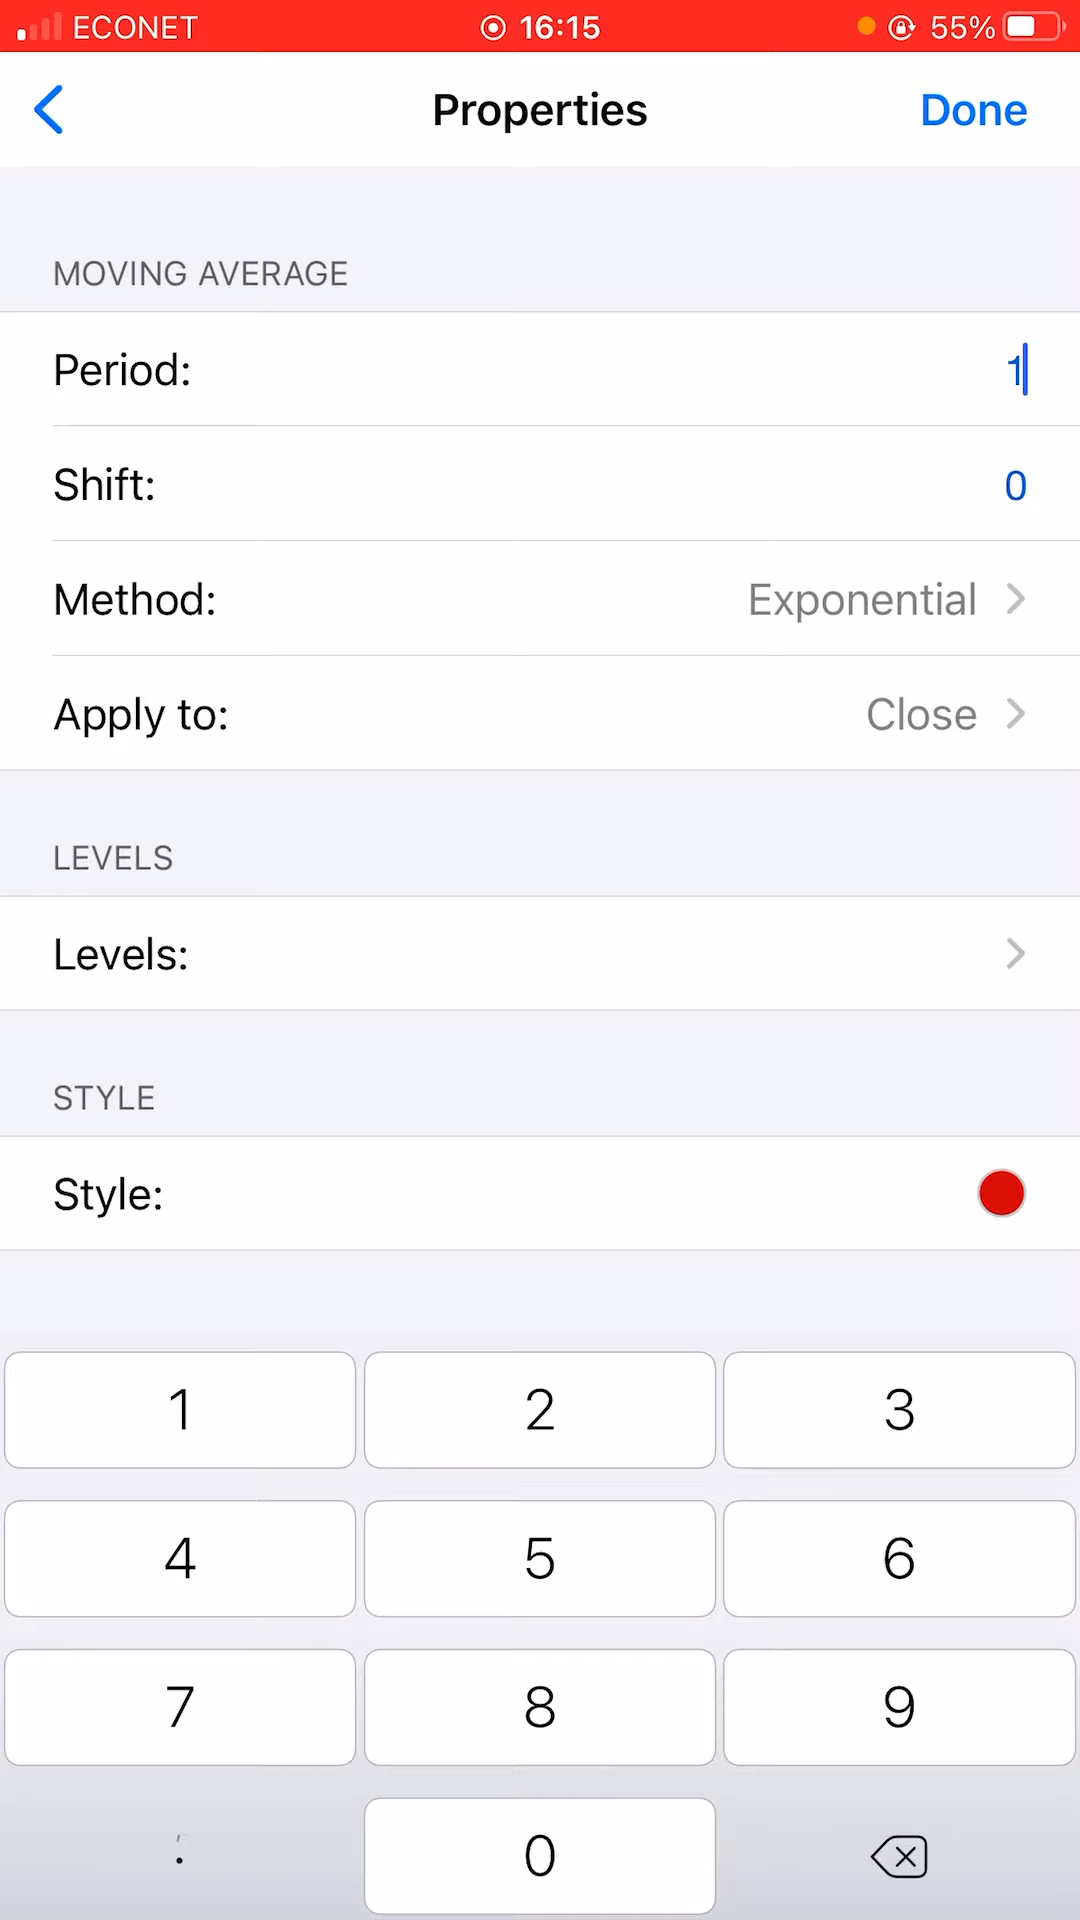 ECONET 16:15 55%
Properties Done
MOVING AVERAGE
Period: 1
Shift: 0
Method: Exponential
Apply to: Close
LEVELS
Levels:
STYLE
Style:
1 2 3
4 5 6
7 8 9
0